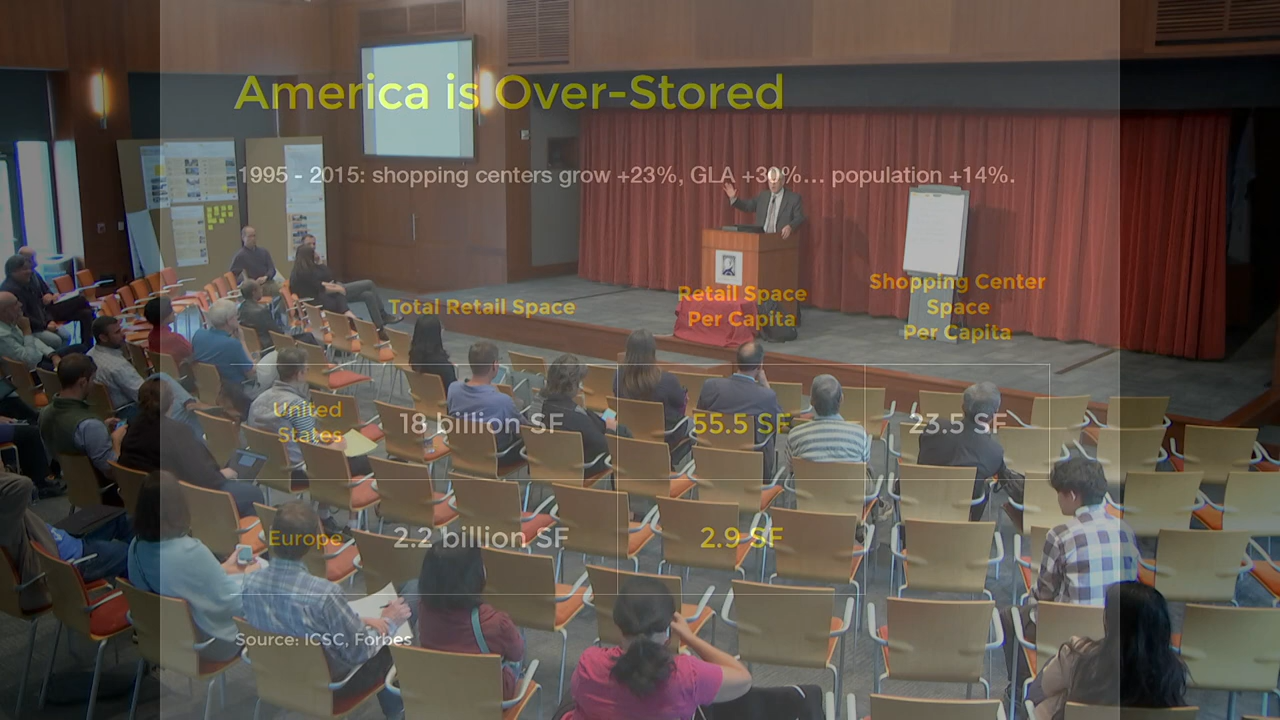 America is Over-Stored
1995 - 2015: shopping centers grow +23%, GLA +30%... population +14%.
Total Retail Space
Retail Space
Per Capita
Shopping Center
Space
Per Capita
United
States
18 billion SF
55.5 SF
23.5 SF
Europe
2.2 billion SF
2.9 SF
Source: ICSC, Forbes